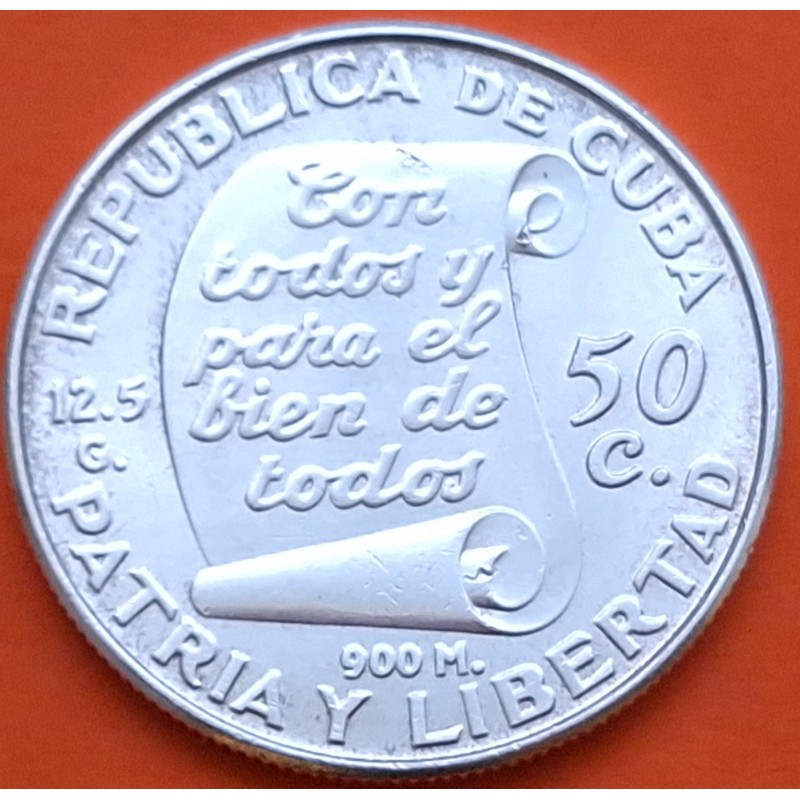 REPUBLICA DE CUBA
Con
todos y
para el
bien de
todos
12.5
G.
50
C.
900 M.
PATRIA Y LIBERTAD